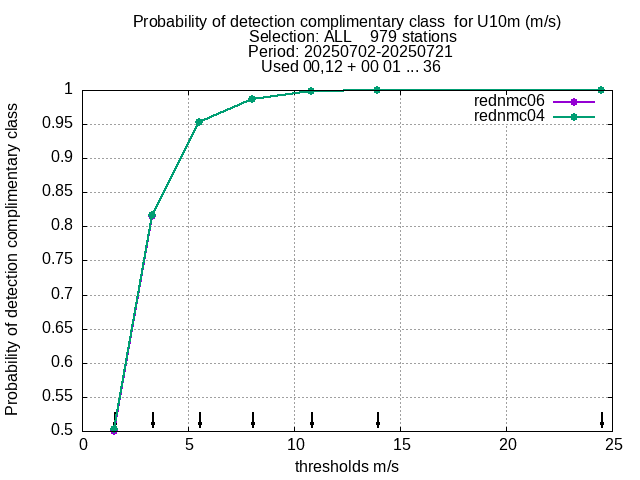 Probability of detection complimentary class  for U10m (m/s)
Selection: ALL    979 stations
Period: 20250702-20250721
Used 00,12 + 00 01 ... 36
rednmc06
rednmc04
Probability of detection complimentary class
1
0.95
0.9
0.85
0.8
0.75
0.7
0.65
0.6
0.55
0.5
0 5 10 15 20 25
thresholds m/s